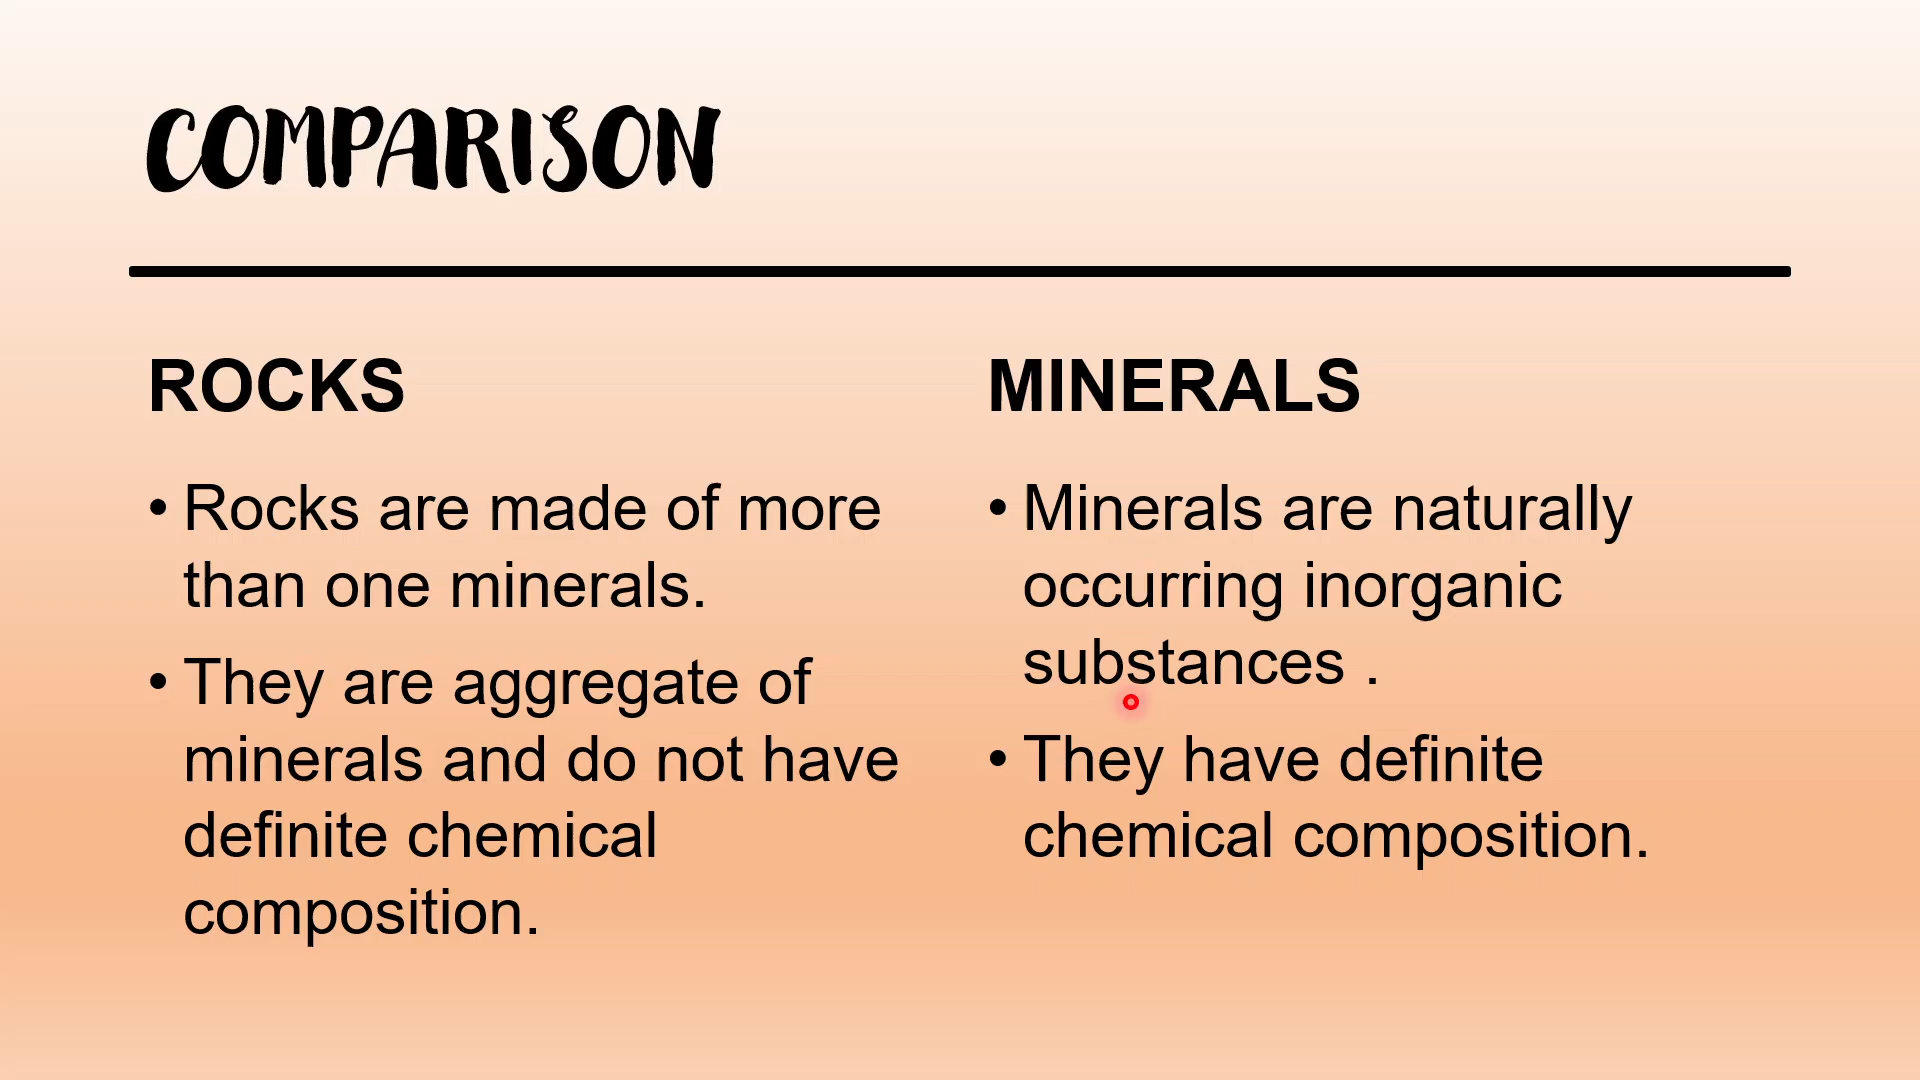 COMPARISON
ROCKS
• Rocks are made of more
than one minerals.
• They are aggregate of
minerals and do not have
definite chemical
composition.
MINERALS
• Minerals are naturally
occurring inorganic
substances .
• They have definite
chemical composition.